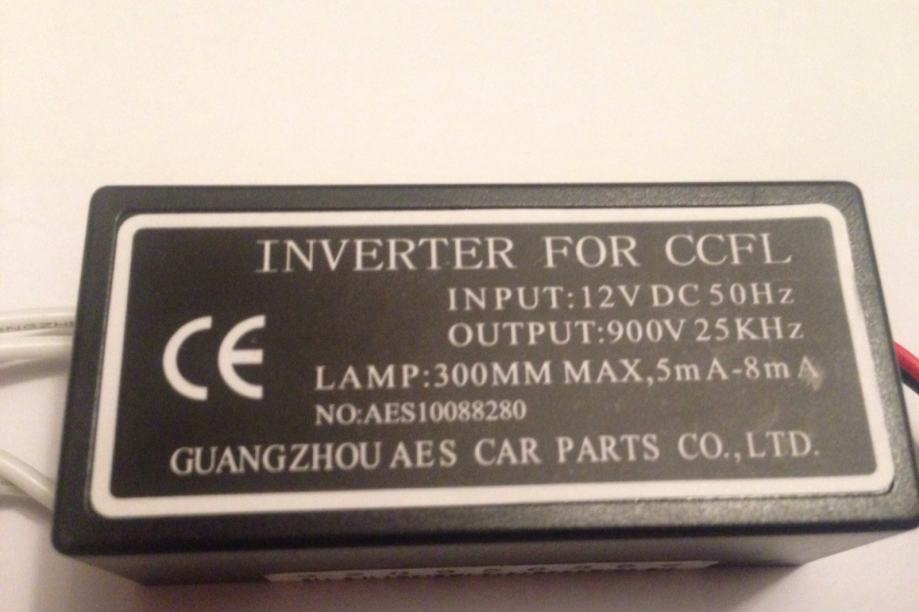 INVERTER FOR CCFL
INPUT:12V DC 50Hz
OUTPUT:900V 25KHz
CE
LAMP:300MM MAX,5mA-8mA
NO:AES10088280
GUANGZHOU AES CAR PARTS CO.,LTD.